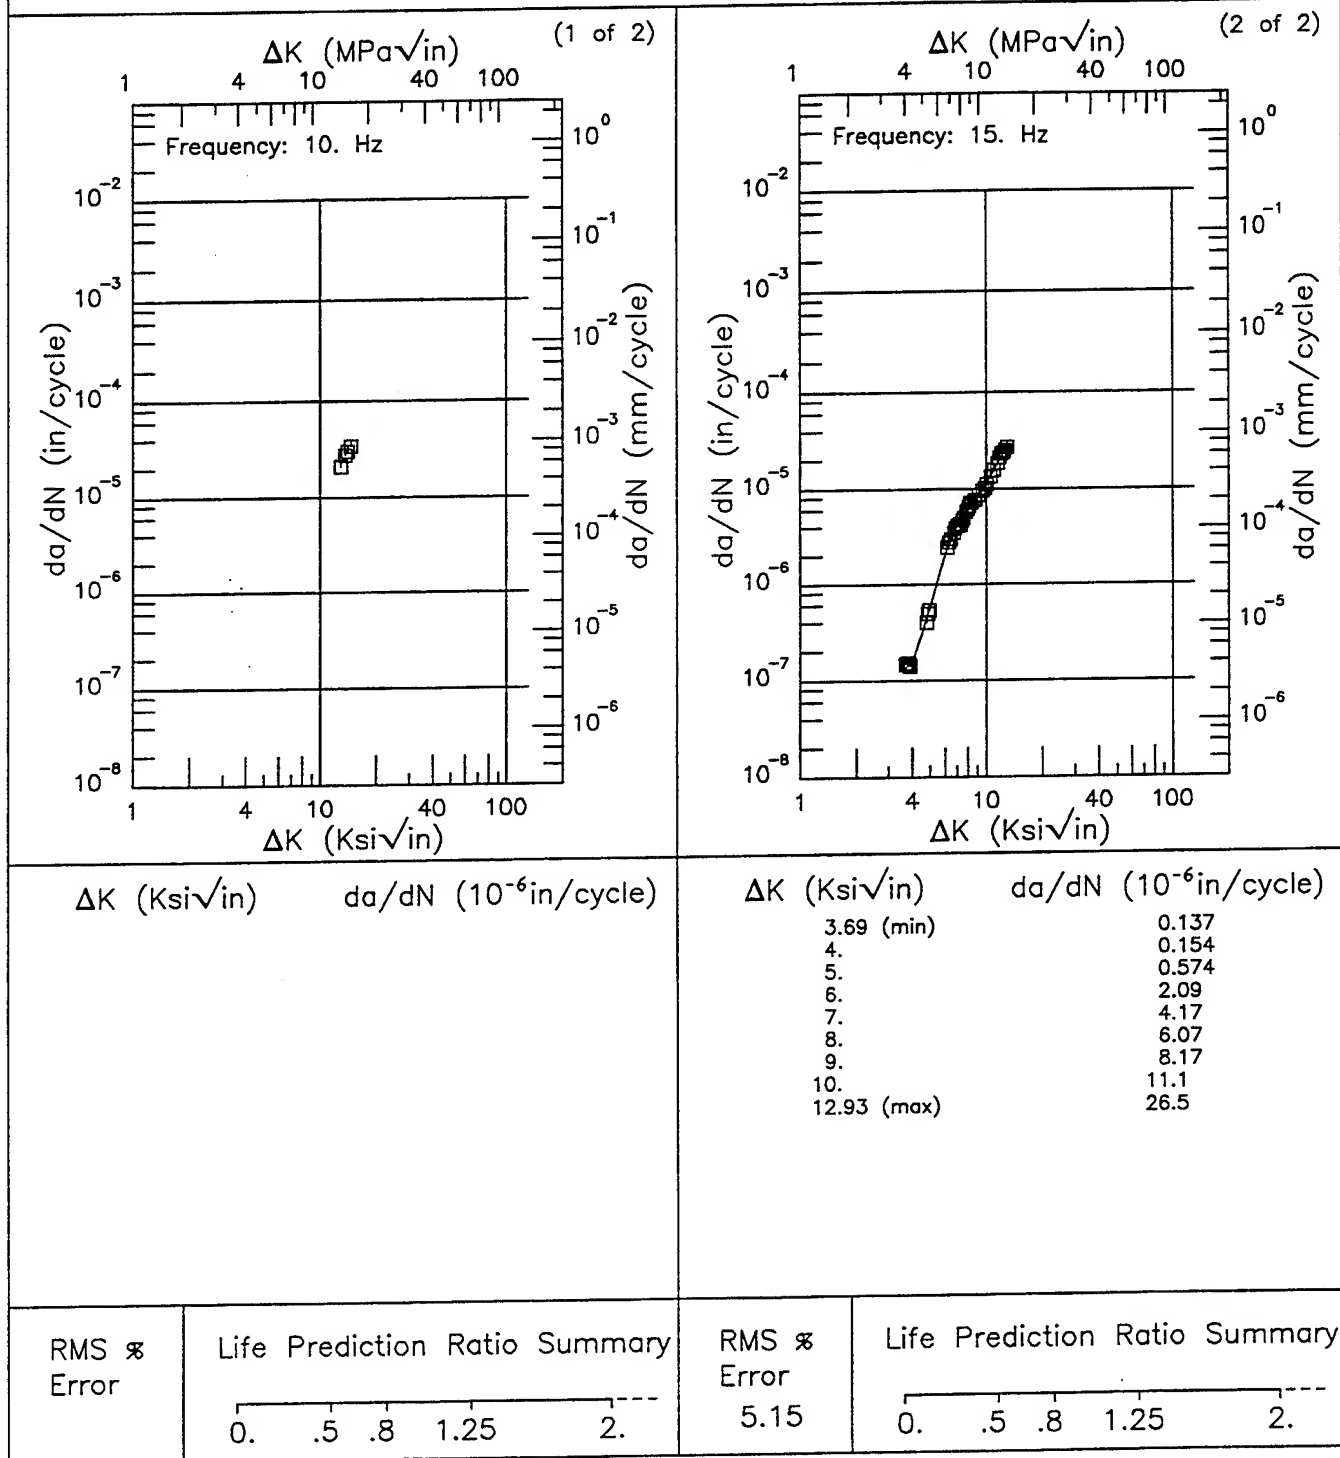 (1 of 2)
ΔK (MPa√in)
1 4 10 40 100
Frequency: 10. Hz
da/dN (in/cycle)
10⁻²
10⁻³
10⁻⁴
10⁻⁵
10⁻⁶
10⁻⁷
10⁻⁸
10⁰
10⁻¹
10⁻²
10⁻³
10⁻⁴
10⁻⁵
10⁻⁶
da/dN (mm/cycle)
1 4 10 40 100
ΔK (Ksi√in)
(2 of 2)
ΔK (MPa√in)
1 4 10 40 100
Frequency: 15. Hz
da/dN (in/cycle)
10⁻²
10⁻³
10⁻⁴
10⁻⁵
10⁻⁶
10⁻⁷
10⁻⁸
10⁰
10⁻¹
10⁻²
10⁻³
10⁻⁴
10⁻⁵
10⁻⁶
da/dN (mm/cycle)
1 4 10 40 100
ΔK (Ksi√in)
ΔK (Ksi√in) da/dN (10⁻⁶in/cycle)
ΔK (Ksi√in) da/dN (10⁻⁶in/cycle)
3.69 (min) 0.137
4. 0.154
5. 0.574
6. 2.09
7. 4.17
8. 6.07
9. 8.17
10. 11.1
12.93 (max) 26.5
RMS %
Error
Life Prediction Ratio Summary
0. .5 .8 1.25 2.
RMS %
Error
5.15
Life Prediction Ratio Summary
0. .5 .8 1.25 2.